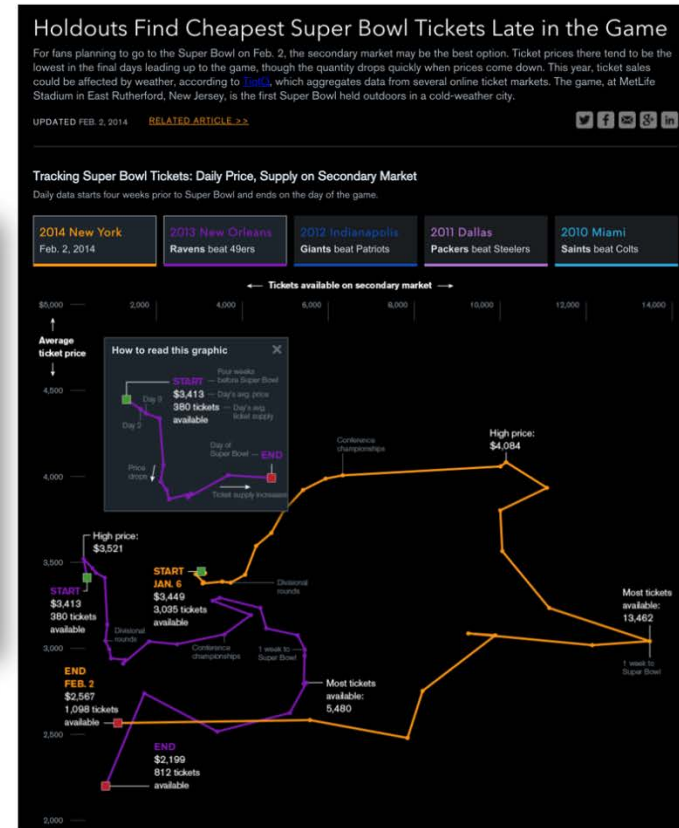 Holdouts Find Cheapest Super Bowl Tickets Late in the Game
For fans planning to go to the Super Bowl on Feb. 2, the secondary market may be the best option. Ticket prices there tend to be the
lowest in the final days leading up to the game, though the quantity drops quickly when prices come down. This year, ticket sales
could be affected by weather, according to TiqIQ, which aggregates data from several online ticket markets. The game, at MetLife
Stadium in East Rutherford, New Jersey, is the first Super Bowl held outdoors in a cold-weather city.
UPDATED FEB. 2, 2014 RELATED ARTICLE >>
Tracking Super Bowl Tickets: Daily Price, Supply on Secondary Market
Daily data starts four weeks prior to Super Bowl and ends on the day of the game.
2014 New York
Feb. 2, 2014
2013 New Orleans
Ravens beat 49ers
2012 Indianapolis
Giants beat Patriots
2011 Dallas
Packers beat Steelers
2010 Miami
Saints beat Colts
← Tickets available on secondary market →
$5,000 2,000 4,000 6,000 8,000 10,000 12,000 14,000
Average
ticket price
How to read this graphic
START
$3,413
380 tickets
available
Four weeks
before Super Bowl
Day's avg. price
Day's avg.
ticket supply
Day 3
Day 2
Day of
Super Bowl
END
Price
drops
Ticket supply increases
4,500
4,000
3,500
3,000
2,500
2,000
Conference
championships
High price:
$4,084
High price:
$3,521
START
$3,413
380 tickets
available
START
JAN. 6
$3,449
3,035 tickets
available
Divisional
rounds
Divisional
rounds
Conference
championships
1 week to
Super Bowl
Most tickets
available:
13,462
1 week to
Super Bowl
END
FEB. 2
$2,567
1,098 tickets
available
Most tickets
available:
5,480
END
$2,199
812 tickets
available